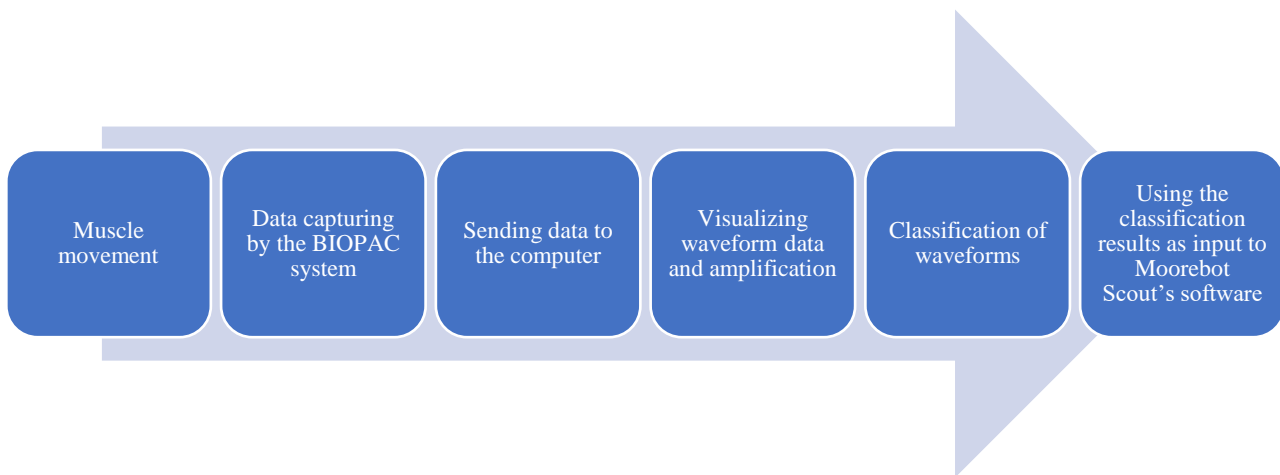 Muscle
movement
Data capturing
by the BIOPAC
system
Sending data to
the computer
Visualizing
waveform data
and amplification
Classification of
waveforms
Using the
classification
results as input to
Moorebot
Scout’s software